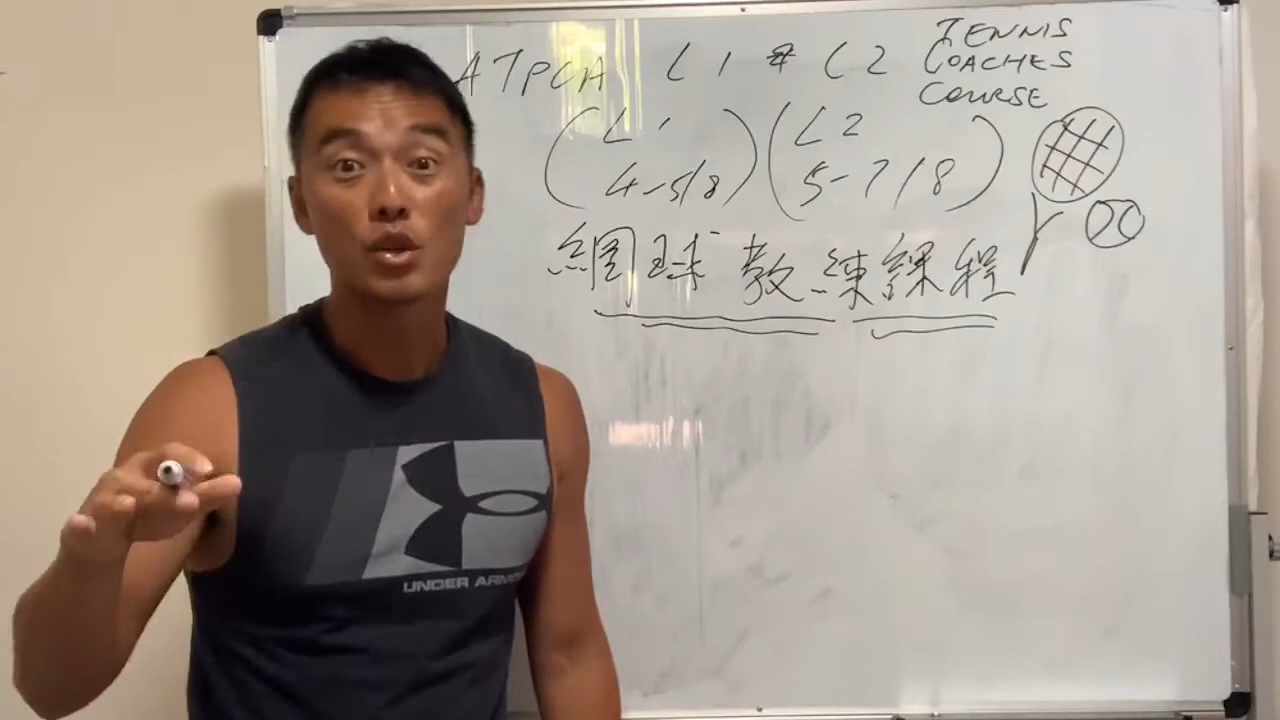 ATPCA L1 & L2 TENNIS
COACHES
COURSE
(L1) (L2)
4-5/8 5-7/8
網球教練課程
UNDER ARMO